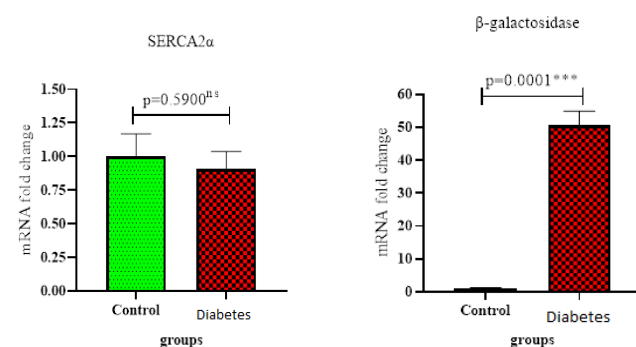 SERCA2α
p=0.5900ns
mRNA fold change
1.50
1.25
1.00
0.75
0.50
0.25
0.00
Control
Diabetes
groups
β-galactosidase
p=0.0001***
mRNA fold change
60
50
40
30
20
10
0
Control
Diabetes
groups